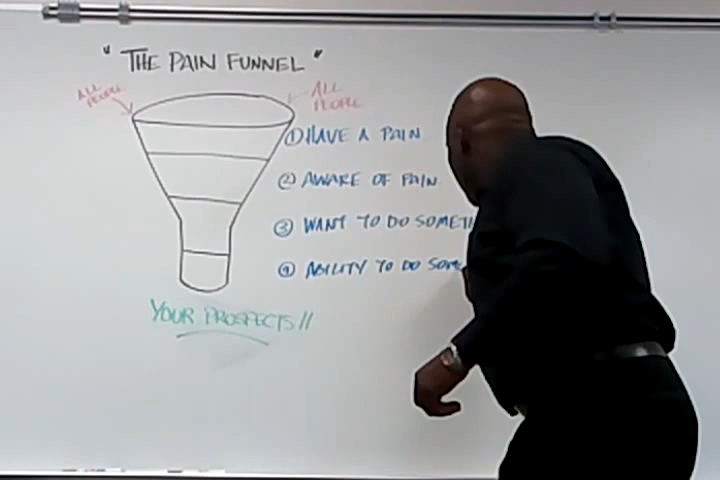 "THE PAIN FUNNEL"
ALL
PEOPLE
ALL
PEOPLE
① HAVE A PAIN
② AWARE OF PAIN
③ WANT TO DO
④ ABILITY TO DO
YOUR PROSPECTS!!